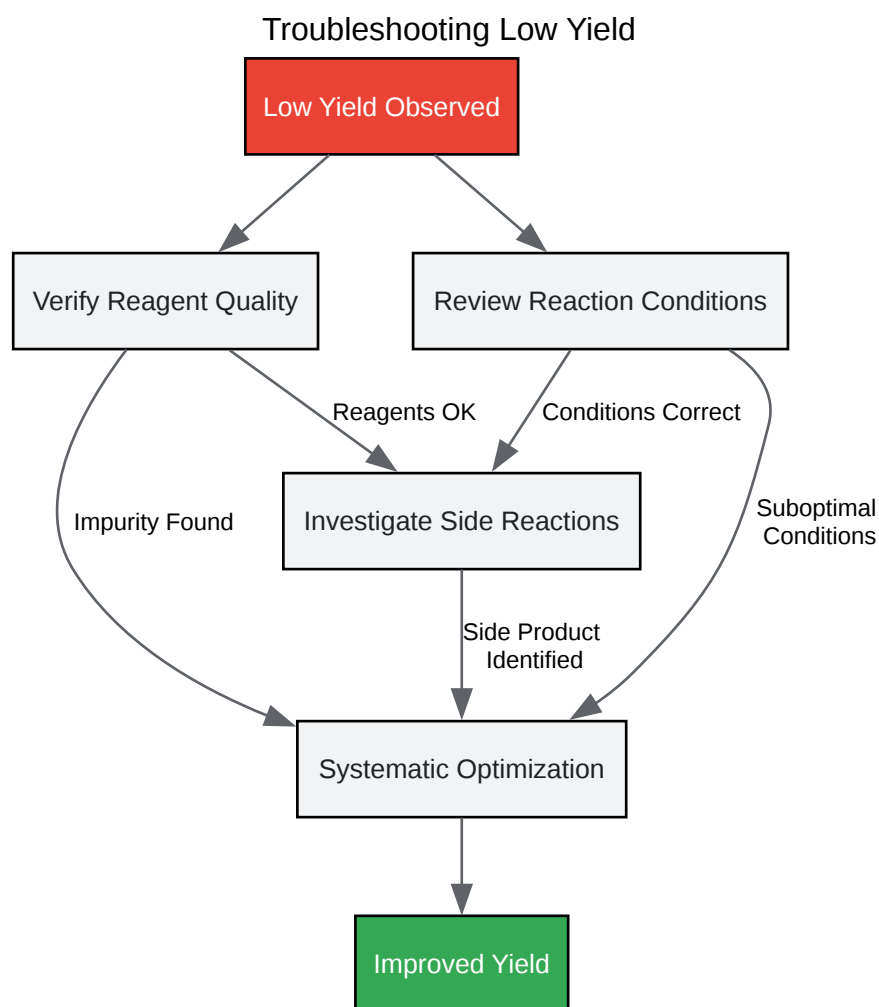 Troubleshooting Low Yield
Low Yield Observed
Verify Reagent Quality
Review Reaction Conditions
Reagents OK
Conditions Correct
Impurity Found
Investigate Side Reactions
Suboptimal
Conditions
Side Product
Identified
Systematic Optimization
Improved Yield